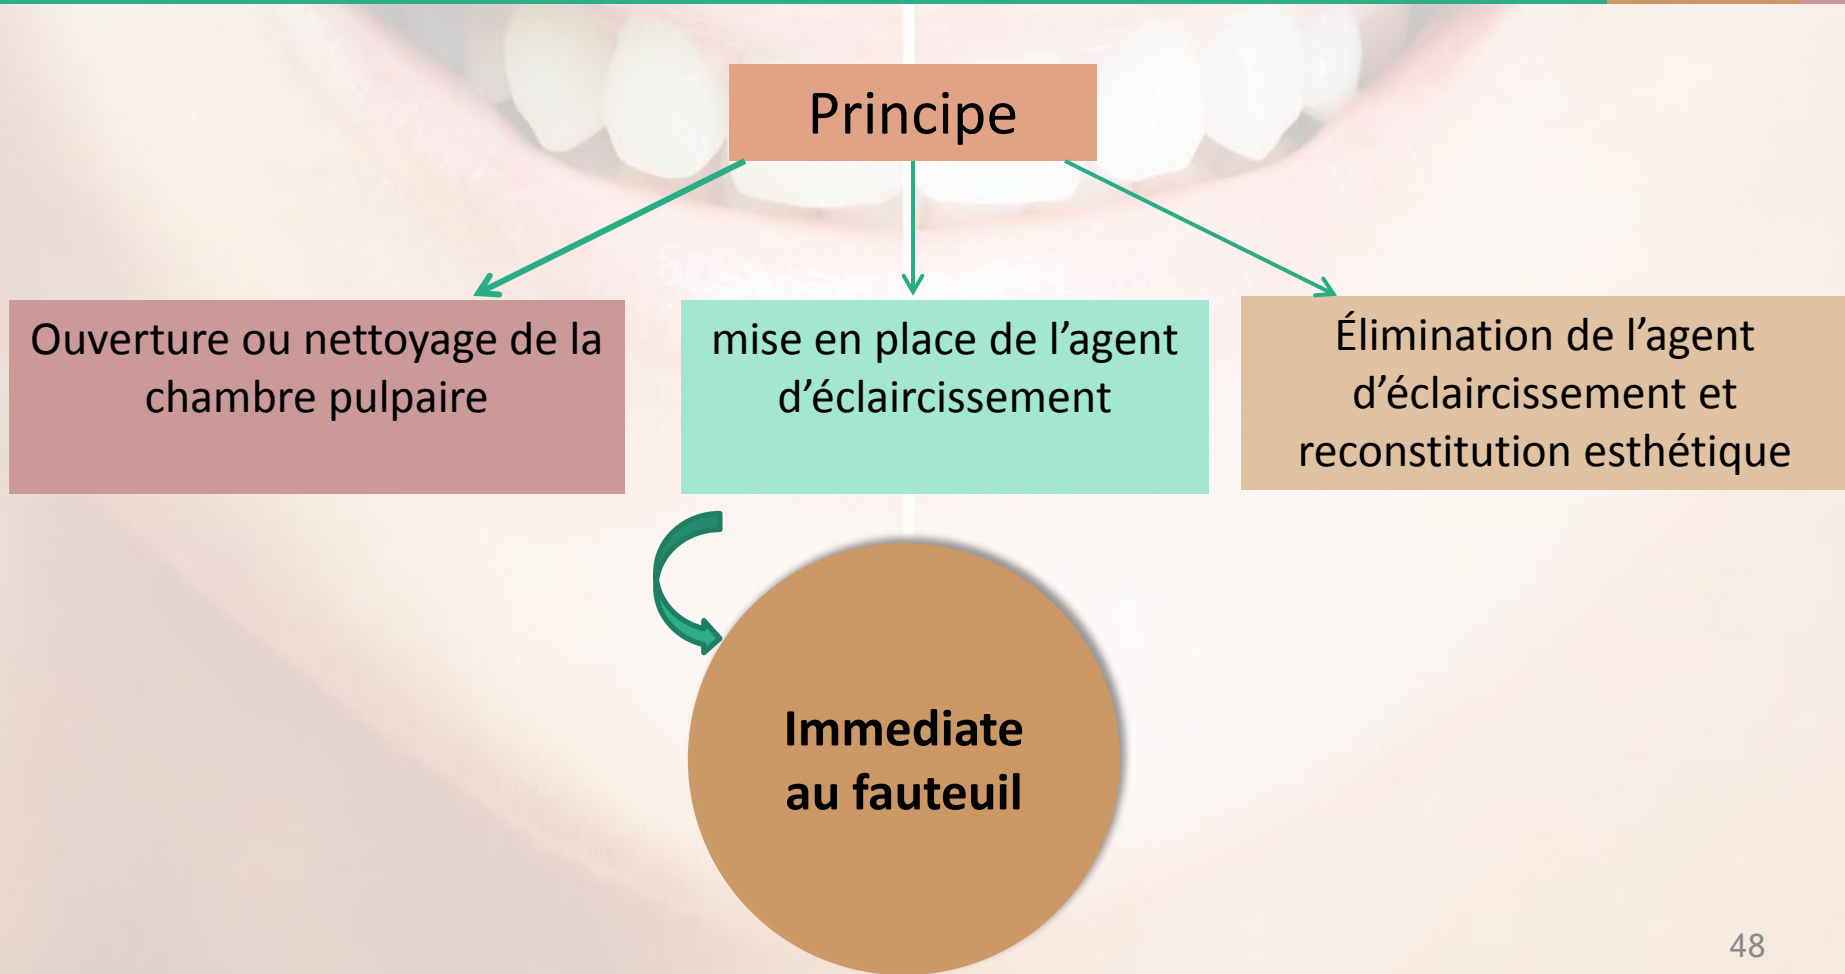 Principe
Ouverture ou nettoyage de la
chambre pulpaire
mise en place de l’agent
d’éclaircissement
Élimination de l’agent
d’éclaircissement et
reconstitution esthétique
Immediate
au fauteuil
48